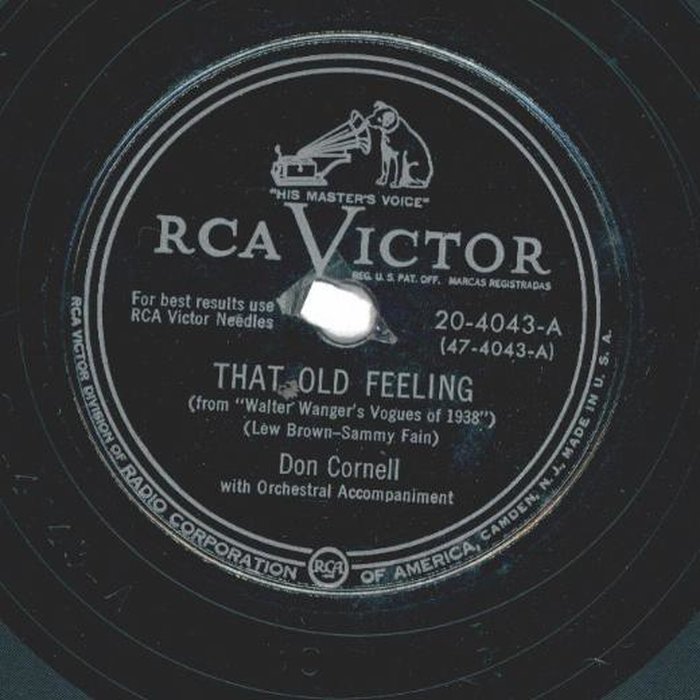 "HIS MASTER'S VOICE"
RCA VICTOR
REG. U. S. PAT. OFF. MARCAS REGISTRADAS
For best results use
RCA Victor Needles
20-4043-A
(47-4043-A)
THAT OLD FEELING
(from "Walter Wanger's Vogues of 1938")
(Lew Brown–Sammy Fain)
Don Cornell
with Orchestral Accompaniment
RCA VICTOR DIVISION OF RADIO CORPORATION RCA OF AMERICA, CAMDEN, N. J., MADE IN U. S. A.